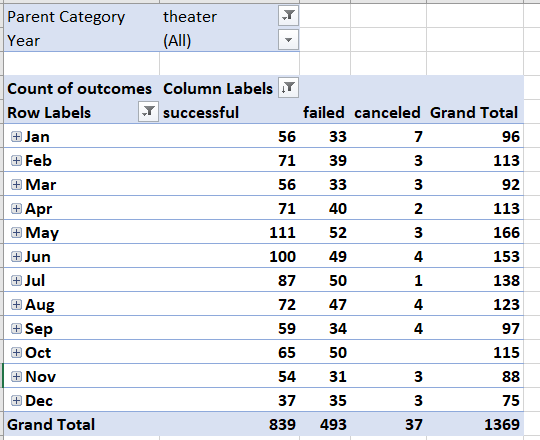 Parent Category theater
Year (All)
Count of outcomes Column Labels
Row Labels successful failed canceled Grand Total
Jan 56 33 7 96
Feb 71 39 3 113
Mar 56 33 3 92
Apr 71 40 2 113
May 111 52 3 166
Jun 100 49 4 153
Jul 87 50 1 138
Aug 72 47 4 123
Sep 59 34 4 97
Oct 65 50 115
Nov 54 31 3 88
Dec 37 35 3 75
Grand Total 839 493 37 1369